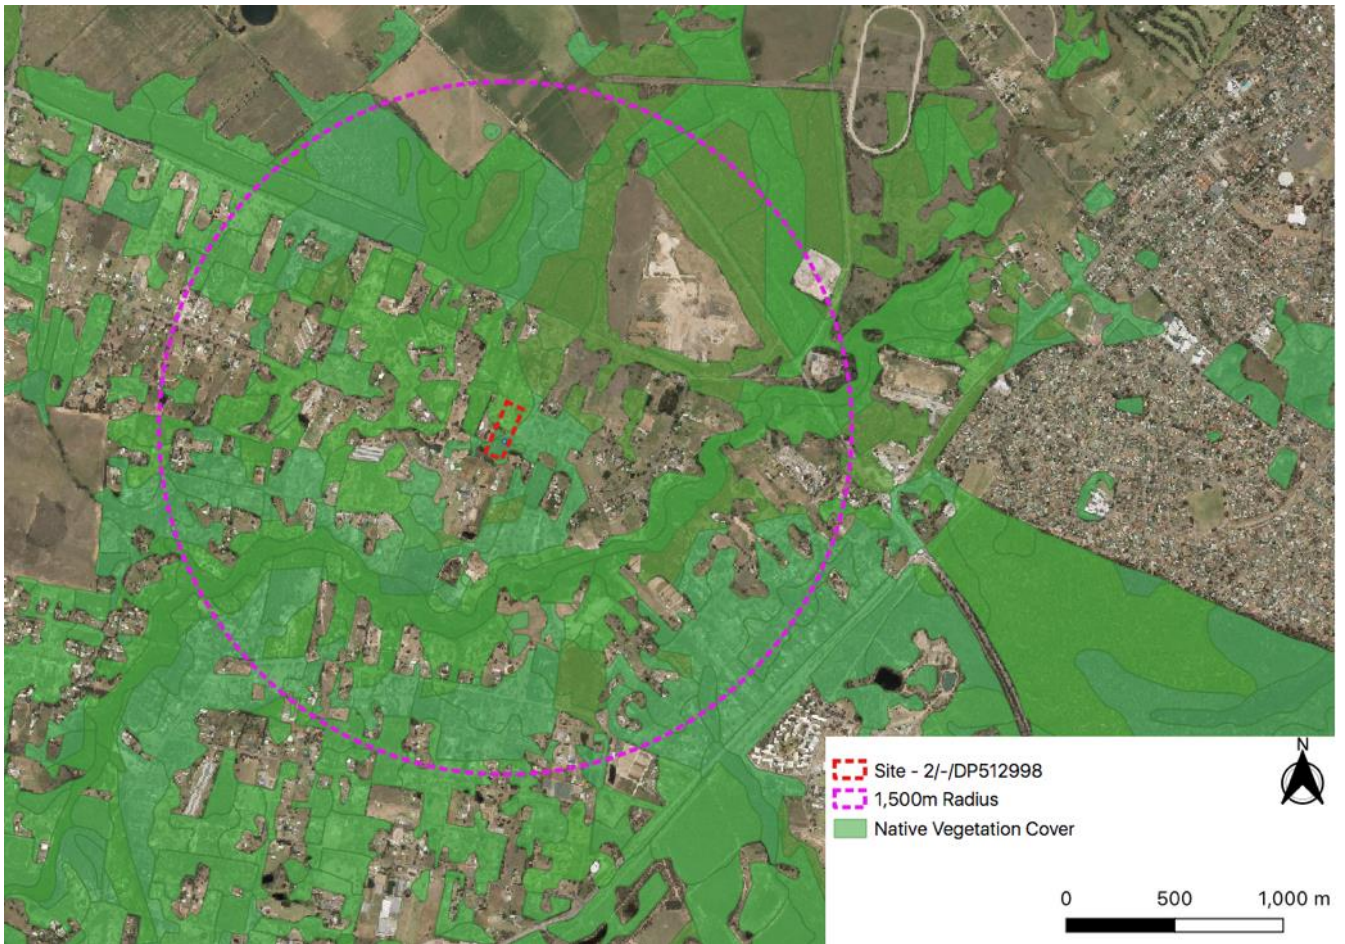 N
Site - 2/-/DP512998
1,500m Radius
Native Vegetation Cover
0 500 1,000 m